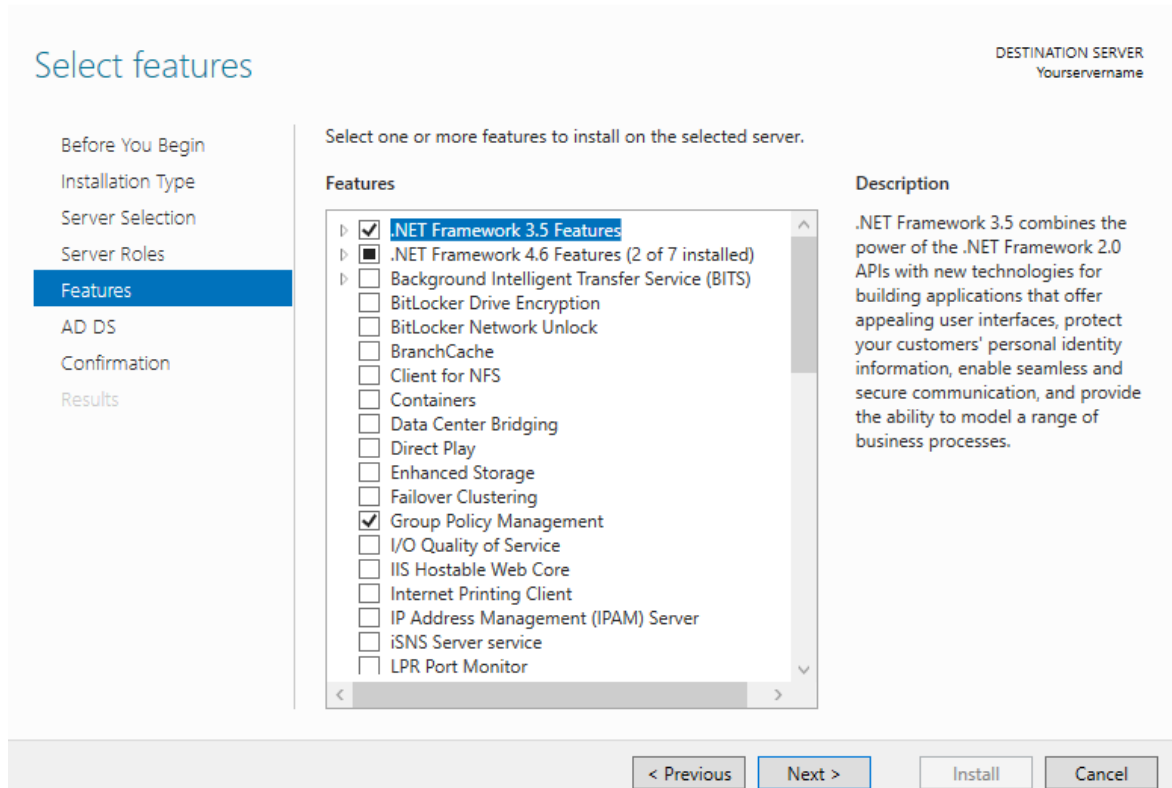 Select features
DESTINATION SERVER
Yourservername
Before You Begin
Installation Type
Server Selection
Server Roles
Features
AD DS
Confirmation
Results
Select one or more features to install on the selected server.
Features
.NET Framework 3.5 Features
.NET Framework 4.6 Features (2 of 7 installed)
Background Intelligent Transfer Service (BITS)
BitLocker Drive Encryption
BitLocker Network Unlock
BranchCache
Client for NFS
Containers
Data Center Bridging
Direct Play
Enhanced Storage
Failover Clustering
Group Policy Management
I/O Quality of Service
IIS Hostable Web Core
Internet Printing Client
IP Address Management (IPAM) Server
iSNS Server service
LPR Port Monitor
Description
.NET Framework 3.5 combines the
power of the .NET Framework 2.0
APIs with new technologies for
building applications that offer
appealing user interfaces, protect
your customers' personal identity
information, enable seamless and
secure communication, and provide
the ability to model a range of
business processes.
< Previous
Next >
Install
Cancel